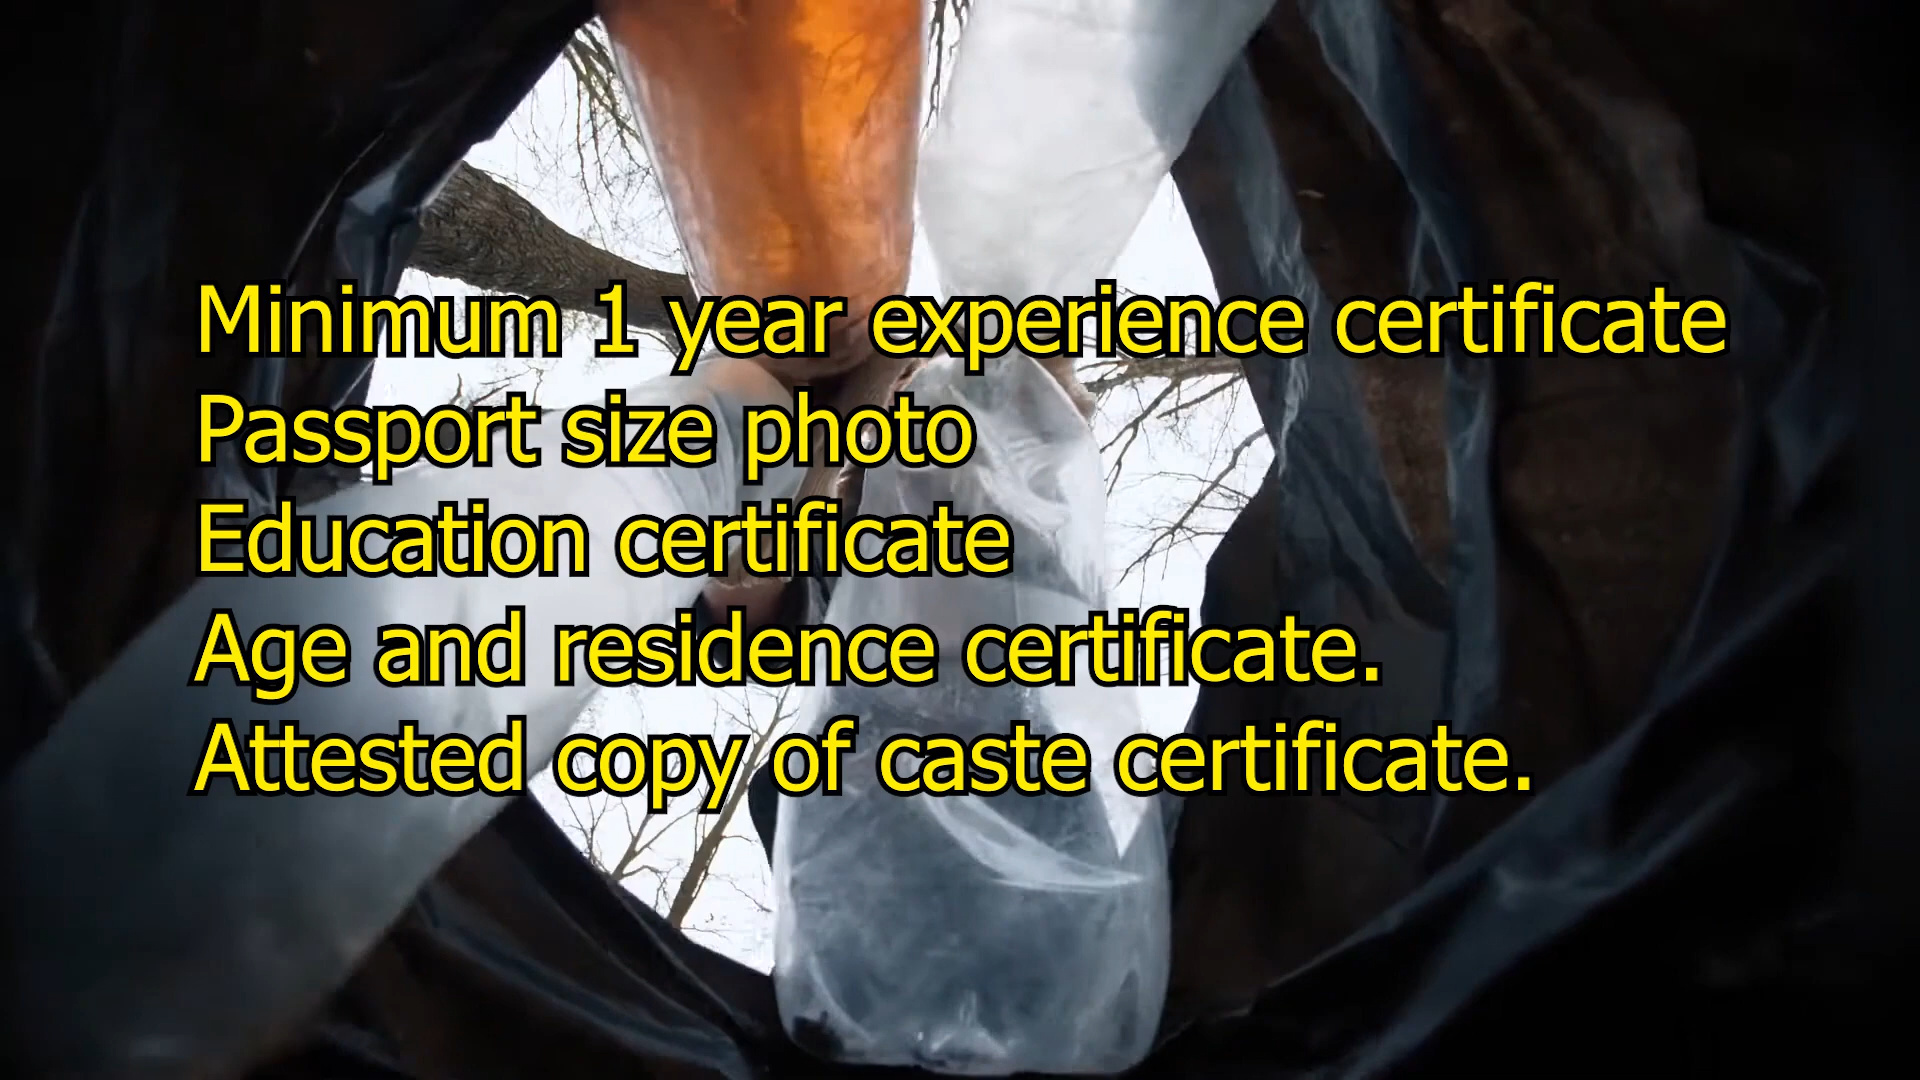 Minimum 1 year experience certificate
Passport size photo
Education certificate
Age and residence certificate.
Attested copy of caste certificate.